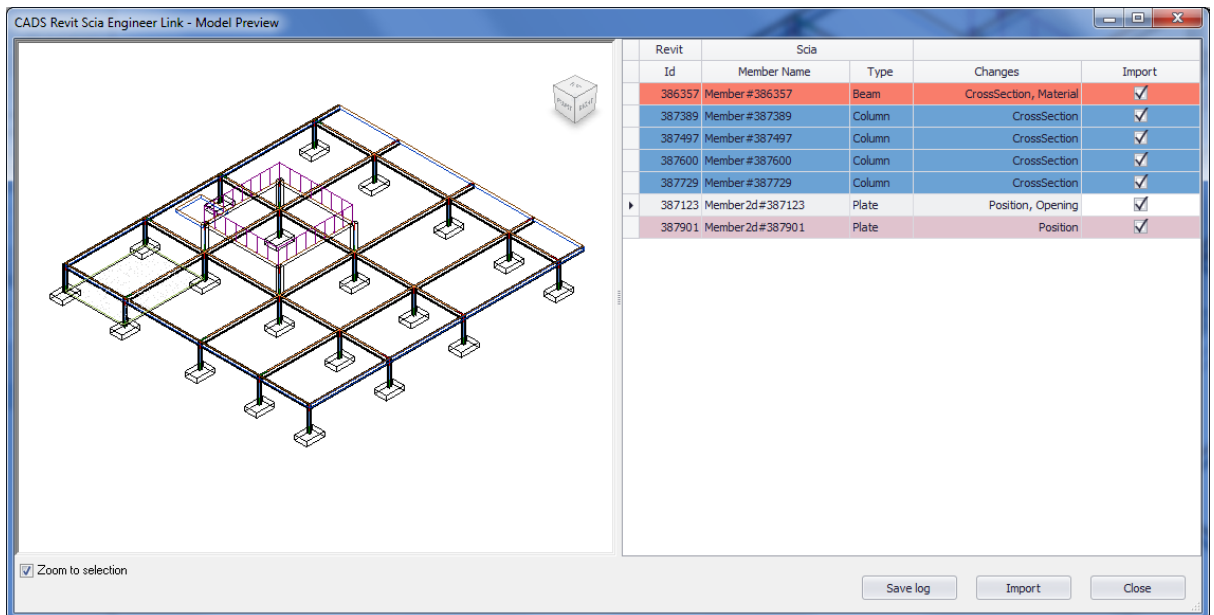 CADS Revit Scia Engineer Link - Model Preview
Revit Scia
Id Member Name Type Changes Import
386357 Member#386357 Beam CrossSection, Material
387389 Member#387389 Column CrossSection
387497 Member#387497 Column CrossSection
387600 Member#387600 Column CrossSection
387729 Member#387729 Column CrossSection
387123 Member2d#387123 Plate Position, Opening
387901 Member2d#387901 Plate Position
Zoom to selection
Save log Import Close